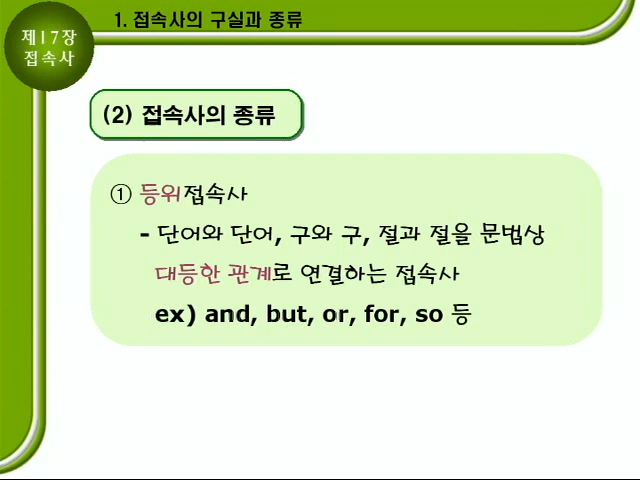 1. 접속사의 구실과 종류
제17장
접속사
(2) 접속사의 종류
① 등위접속사
- 단어와 단어, 구와 구, 절과 절을 문법상
대등한 관계로 연결하는 접속사
ex) and, but, or, for, so 등